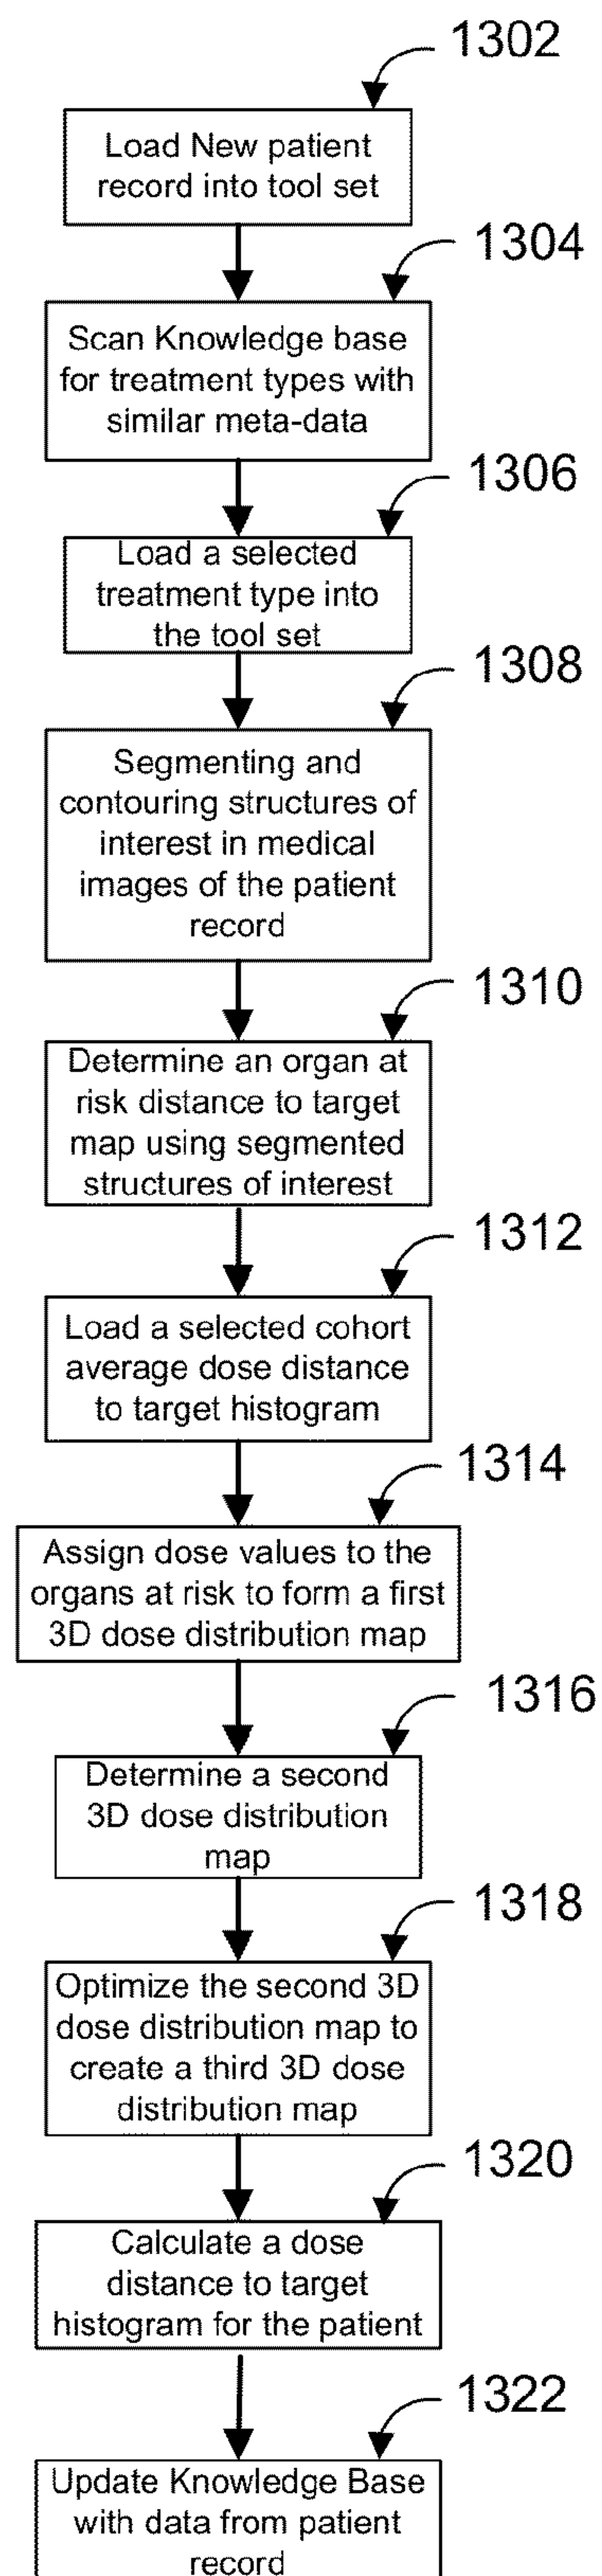 1302
Load New patient
record into tool set
1304
Scan Knowledge base
for treatment types with
similar meta-data
1306
Load a selected
treatment type into
the tool set
1308
Segmenting and
contouring structures of
interest in medical
images of the patient
record
1310
Determine an organ at
risk distance to target
map using segmented
structures of interest
1312
Load a selected cohort
average dose distance
to target histogram
1314
Assign dose values to the
organs at risk to form a first
3D dose distribution map
1316
Determine a second
3D dose distribution
map
1318
Optimize the second 3D
dose distribution map to
create a third 3D dose
distribution map
1320
Calculate a dose
distance to target
histogram for the patient
1322
Update Knowledge Base
with data from patient
record